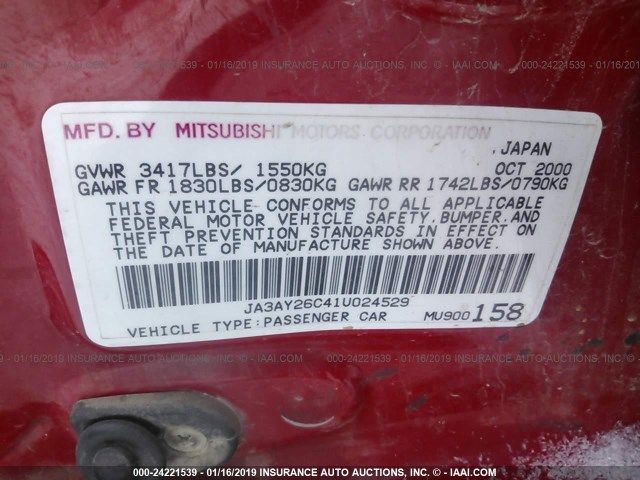 000-24221539 - 01/16/2019 INSURANCE AUTO AUCTIONS, INC. - © IAAI.COM
MFD. BY MITSUBISHI MOTORS CORPORATION
JAPAN
GVWR 3417LBS/ 1550KG OCT 2000
GAWR FR 1830LBS/0830KG GAWR RR 1742LBS/0790KG
THIS VEHICLE CONFORMS TO ALL APPLICABLE
FEDERAL MOTOR VEHICLE SAFETY,BUMPER,AND
THEFT PREVENTION STANDARDS IN EFFECT ON
THE DATE OF MANUFACTURE SHOWN ABOVE.
JA3AY26C41U024529
VEHICLE TYPE:PASSENGER CAR MU900158
000-24221539 - 01/16/2019 INSURANCE AUTO AUCTIONS, INC. - © IAAI.COM